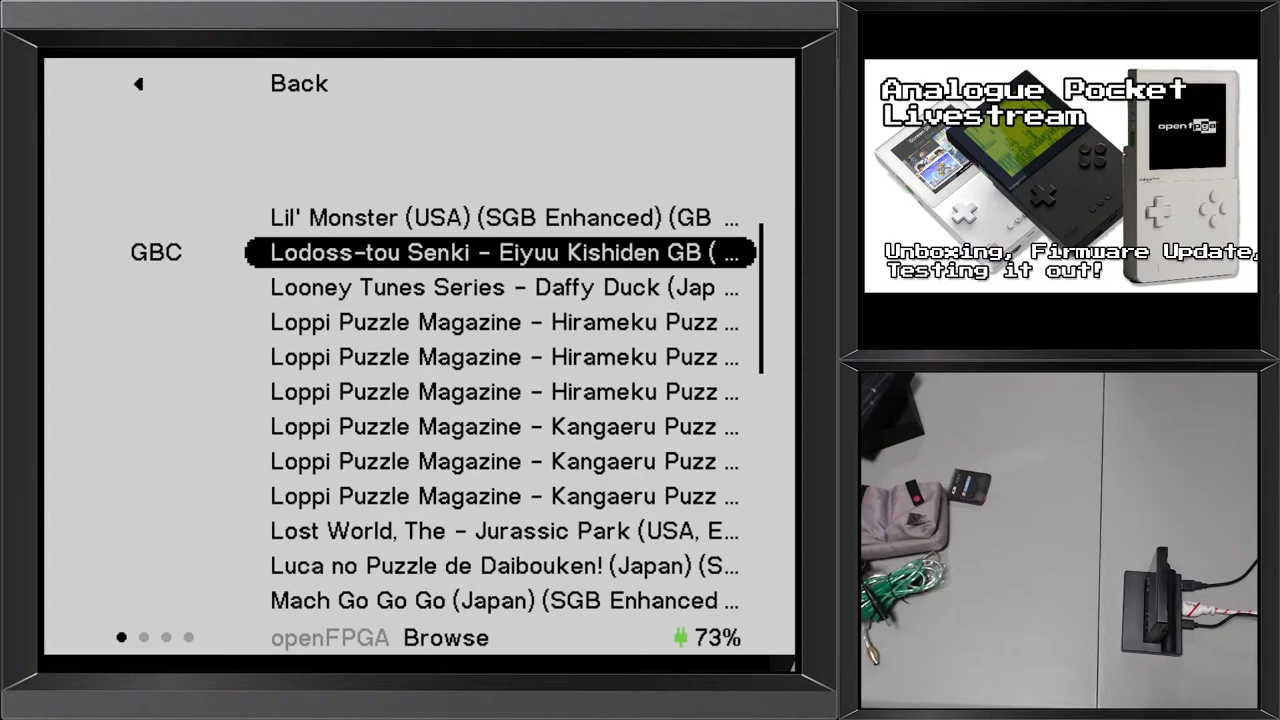 Back
Lil' Monster (USA) (SGB Enhanced) (GB ...
GBC
Lodoss-tou Senki - Eiyuu Kishiden GB ( ...
Looney Tunes Series - Daffy Duck (Jap ...
Loppi Puzzle Magazine - Hirameku Puzz ...
Loppi Puzzle Magazine - Hirameku Puzz ...
Loppi Puzzle Magazine - Hirameku Puzz ...
Loppi Puzzle Magazine - Kangaeru Puzz ...
Loppi Puzzle Magazine - Kangaeru Puzz ...
Loppi Puzzle Magazine - Kangaeru Puzz ...
Lost World, The - Jurassic Park (USA, E...
Luca no Puzzle de Daibouken! (Japan) (S...
Mach Go Go Go (Japan) (SGB Enhanced ...
openFPGA Browse 73%
Analogue Pocket
Livestream
openfpga
Unboxing, Firmware Update,
Testing it out!